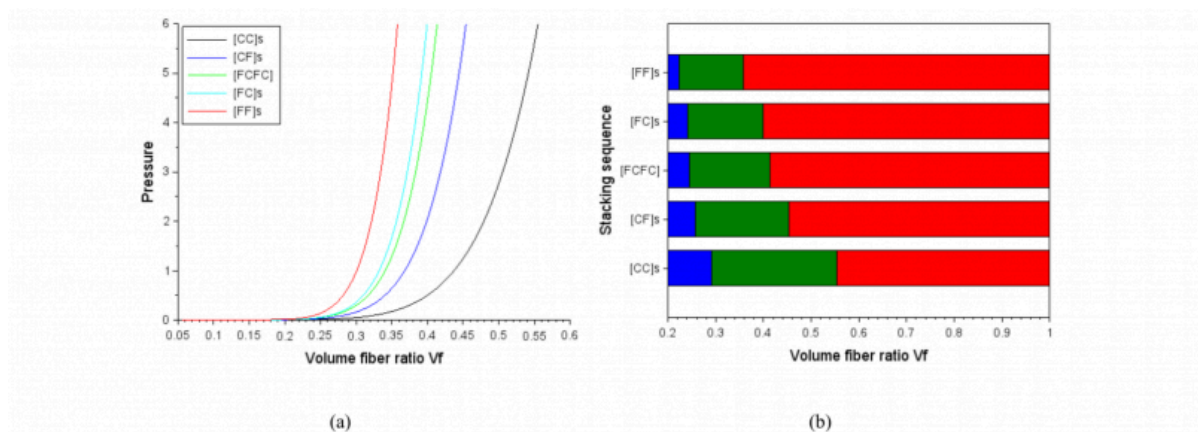 6
5
4
3
2
1
0
Pressure
[CC]s
[CF]s
[FCFC]
[FC]s
[FF]s
0.05 0.1 0.15 0.2 0.25 0.3 0.35 0.4 0.45 0.5 0.55 0.6
Volume fiber ratio Vf
(a)
Stacking sequence
[FF]s
[FC]s
[FCFC]
[CF]s
[CC]s
0.2 0.3 0.4 0.5 0.6 0.7 0.8 0.9 1
Volume fiber ratio Vf
(b)